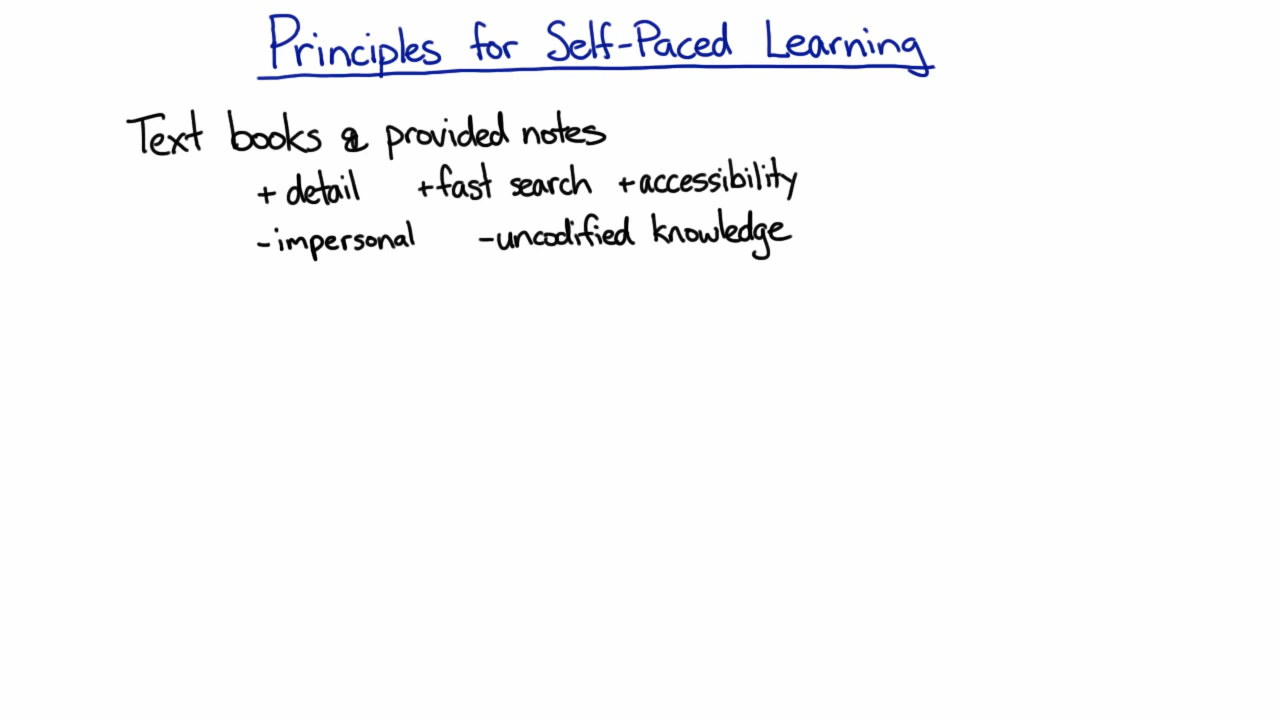 Principles for Self-Paced Learning
Text books & provided notes
+ detail +fast search +accessibility
-impersonal -uncodified knowledge